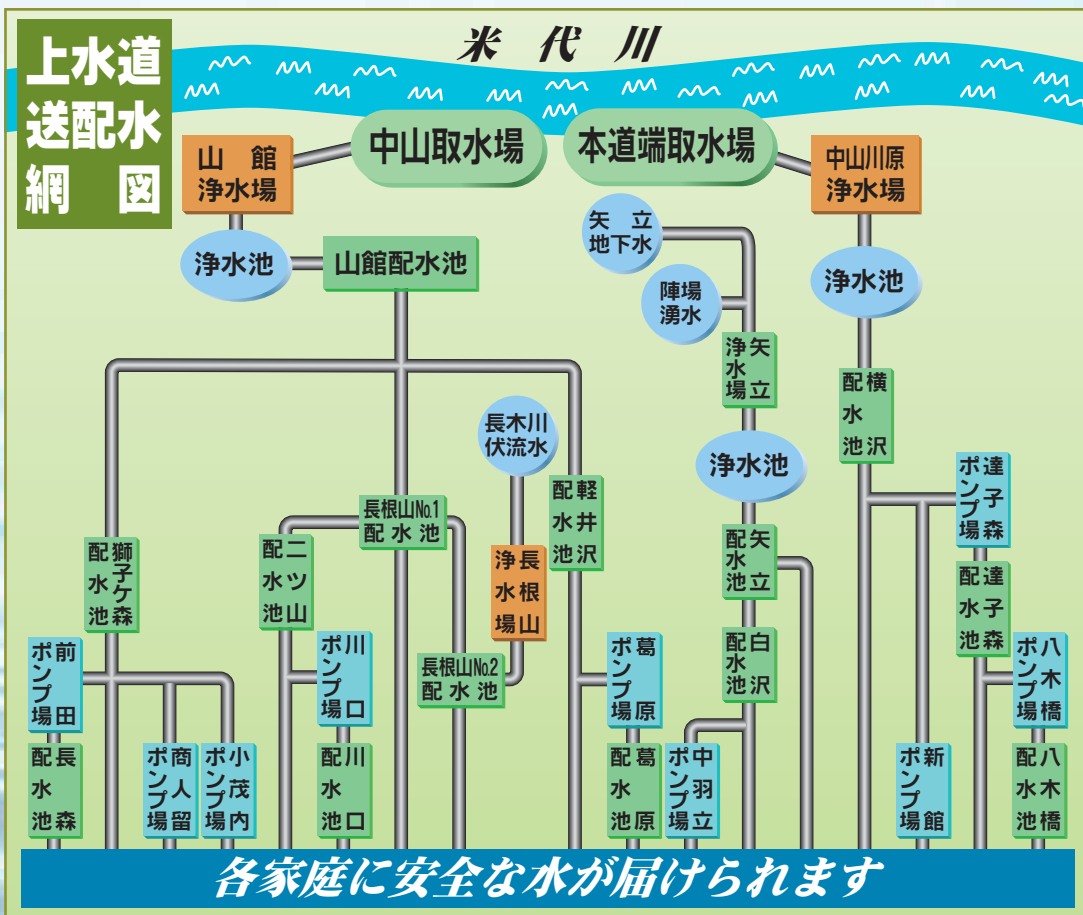 上水道
送配水
網図
米代川
中山取水場
本道端取水場
山館
浄水場
中山川原
浄水場
浄水池
山館配水池
矢立
地下水
陣場
湧水
浄水池
矢立
浄水場
横沢
配水池
長木川
伏流水
浄水池
達子森
ポンプ場
軽井沢
配水池
長根山No.1
配水池
矢立
配水池
獅子ケ森
配水池
二ツ山
配水池
長根山
浄水場
達子森
配水池
前田
ポンプ場
川口
ポンプ場
長根山No.2
配水池
葛原
ポンプ場
白沢
配水池
八木橋
ポンプ場
長森
配水池
商人留
ポンプ場
小茂内
ポンプ場
川口
配水池
葛原
配水池
中羽立
ポンプ場
新館
ポンプ場
八木橋
配水池
各家庭に安全な水が届けられます